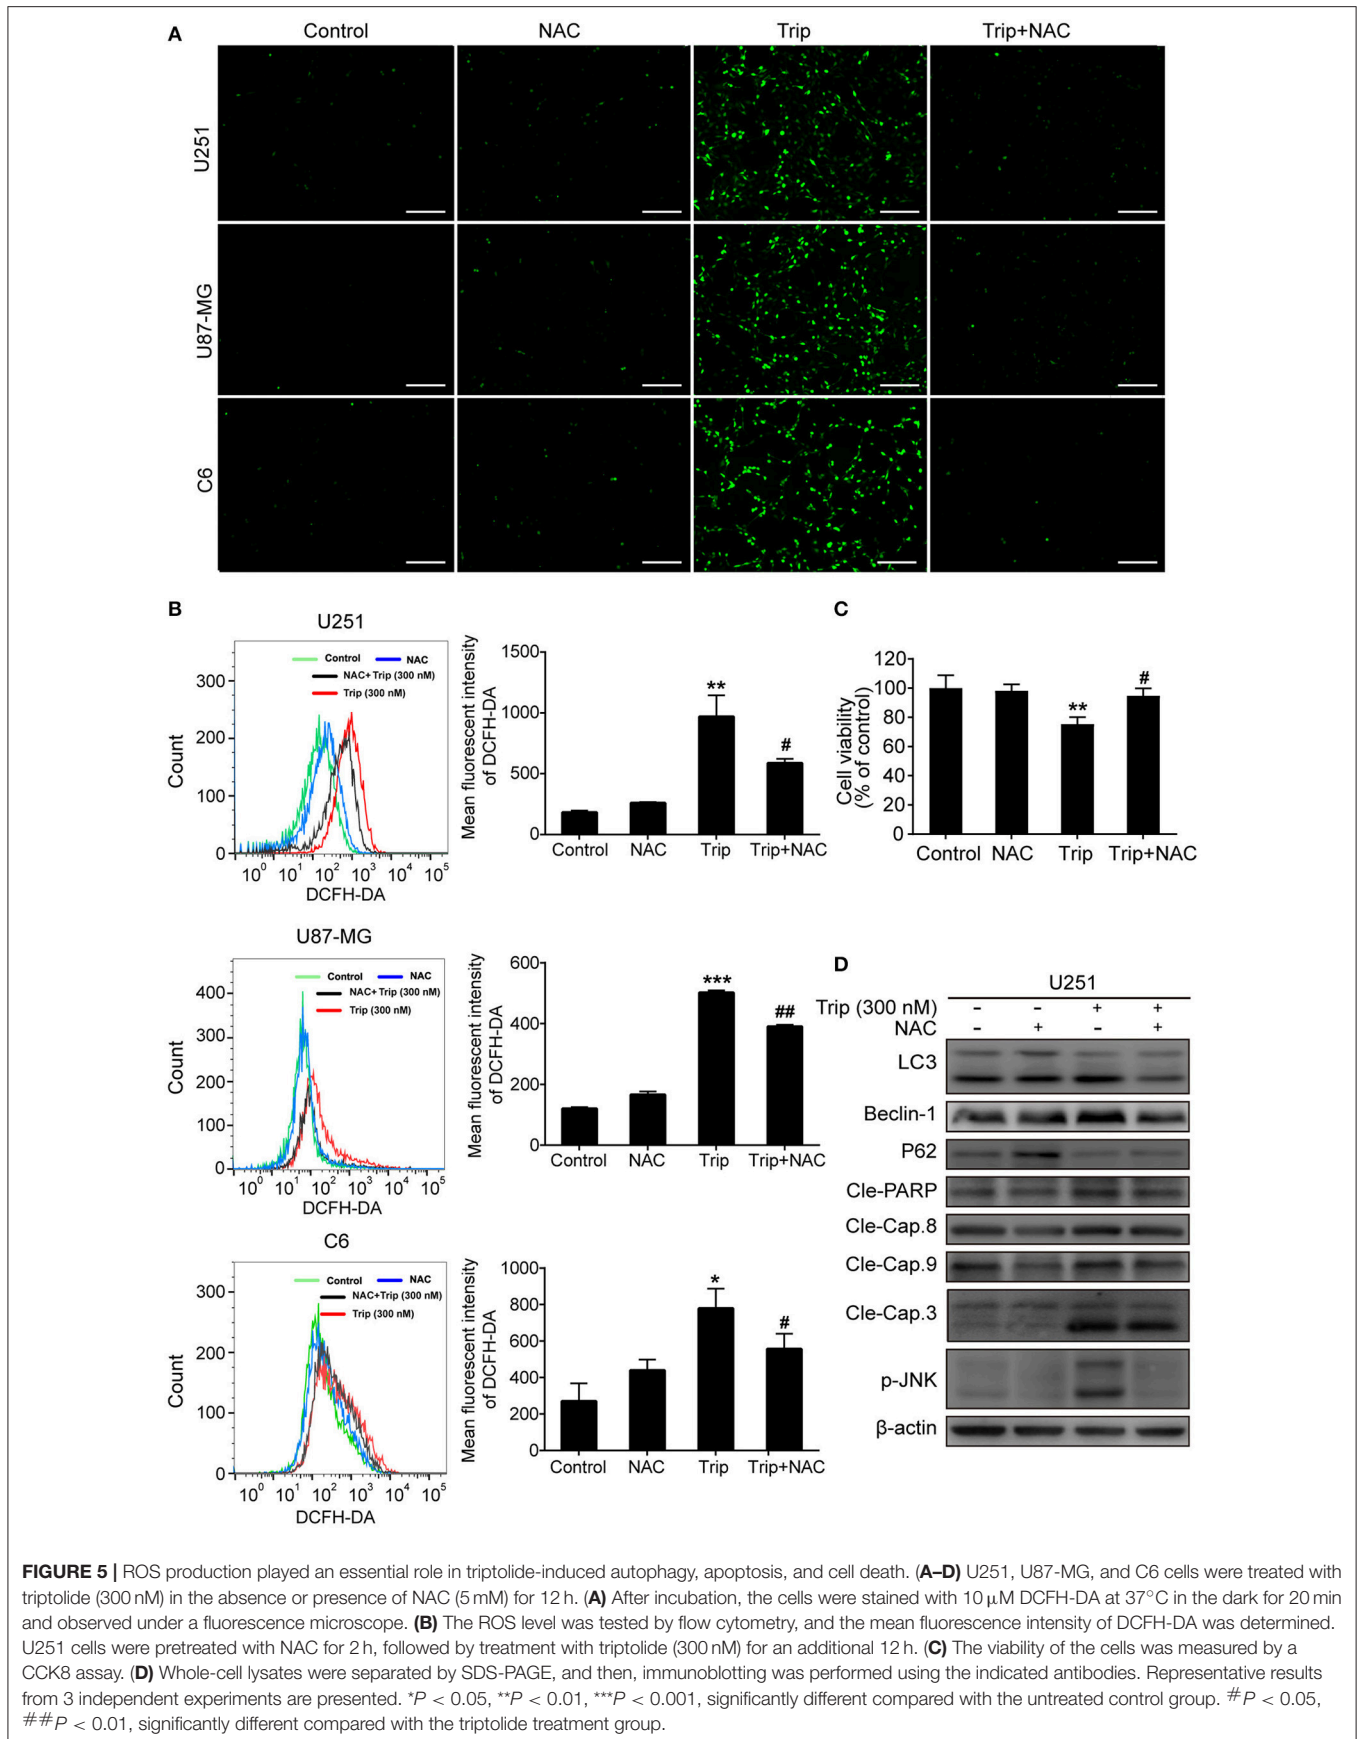 A
Control NAC Trip Trip+NAC
U251
U87-MG
C6
B
U251
Control NAC
NAC+ Trip (300 nM)
Trip (300 nM)
Count
300
200
100
0
10^0 10^1 10^2 10^3 10^4 10^5
DCFH-DA
Mean fluorescent intensity
of DCFH-DA
1500
1000
500
0
**
#
Control NAC Trip Trip+NAC
C
Cell viability
(% of control)
120
100
80
60
40
20
0
**
#
Control NAC Trip Trip+NAC
U87-MG
Control NAC
NAC+ Trip (300 nM)
Trip (300 nM)
Count
400
300
200
100
0
10^1 10^2 10^3 10^4 10^5
DCFH-DA
Mean fluorescent intensity
of DCFH-DA
600
400
200
0
***
##
Control NAC Trip Trip+NAC
C6
Control NAC
NAC+Trip (300 nM)
Trip (300 nM)
Count
300
200
100
0
10^0 10^1 10^2 10^3 10^4 10^5
DCFH-DA
Mean fluorescent intensity
of DCFH-DA
1000
800
600
400
200
0
*
#
Control NAC Trip Trip+NAC
D
U251
Trip (300 nM) - - + +
NAC - + - +
LC3
Beclin-1
P62
Cle-PARP
Cle-Cap.8
Cle-Cap.9
Cle-Cap.3
p-JNK
β-actin
FIGURE 5 | ROS production played an essential role in triptolide-induced autophagy, apoptosis, and cell death. (A–D) U251, U87-MG, and C6 cells were treated with
triptolide (300 nM) in the absence or presence of NAC (5 mM) for 12 h. (A) After incubation, the cells were stained with 10 μM DCFH-DA at 37°C in the dark for 20 min
and observed under a fluorescence microscope. (B) The ROS level was tested by flow cytometry, and the mean fluorescence intensity of DCFH-DA was determined.
U251 cells were pretreated with NAC for 2 h, followed by treatment with triptolide (300 nM) for an additional 12 h. (C) The viability of the cells was measured by a
CCK8 assay. (D) Whole-cell lysates were separated by SDS-PAGE, and then, immunoblotting was performed using the indicated antibodies. Representative results
from 3 independent experiments are presented. *P < 0.05, **P < 0.01, ***P < 0.001, significantly different compared with the untreated control group. #P < 0.05,
##P < 0.01, significantly different compared with the triptolide treatment group.